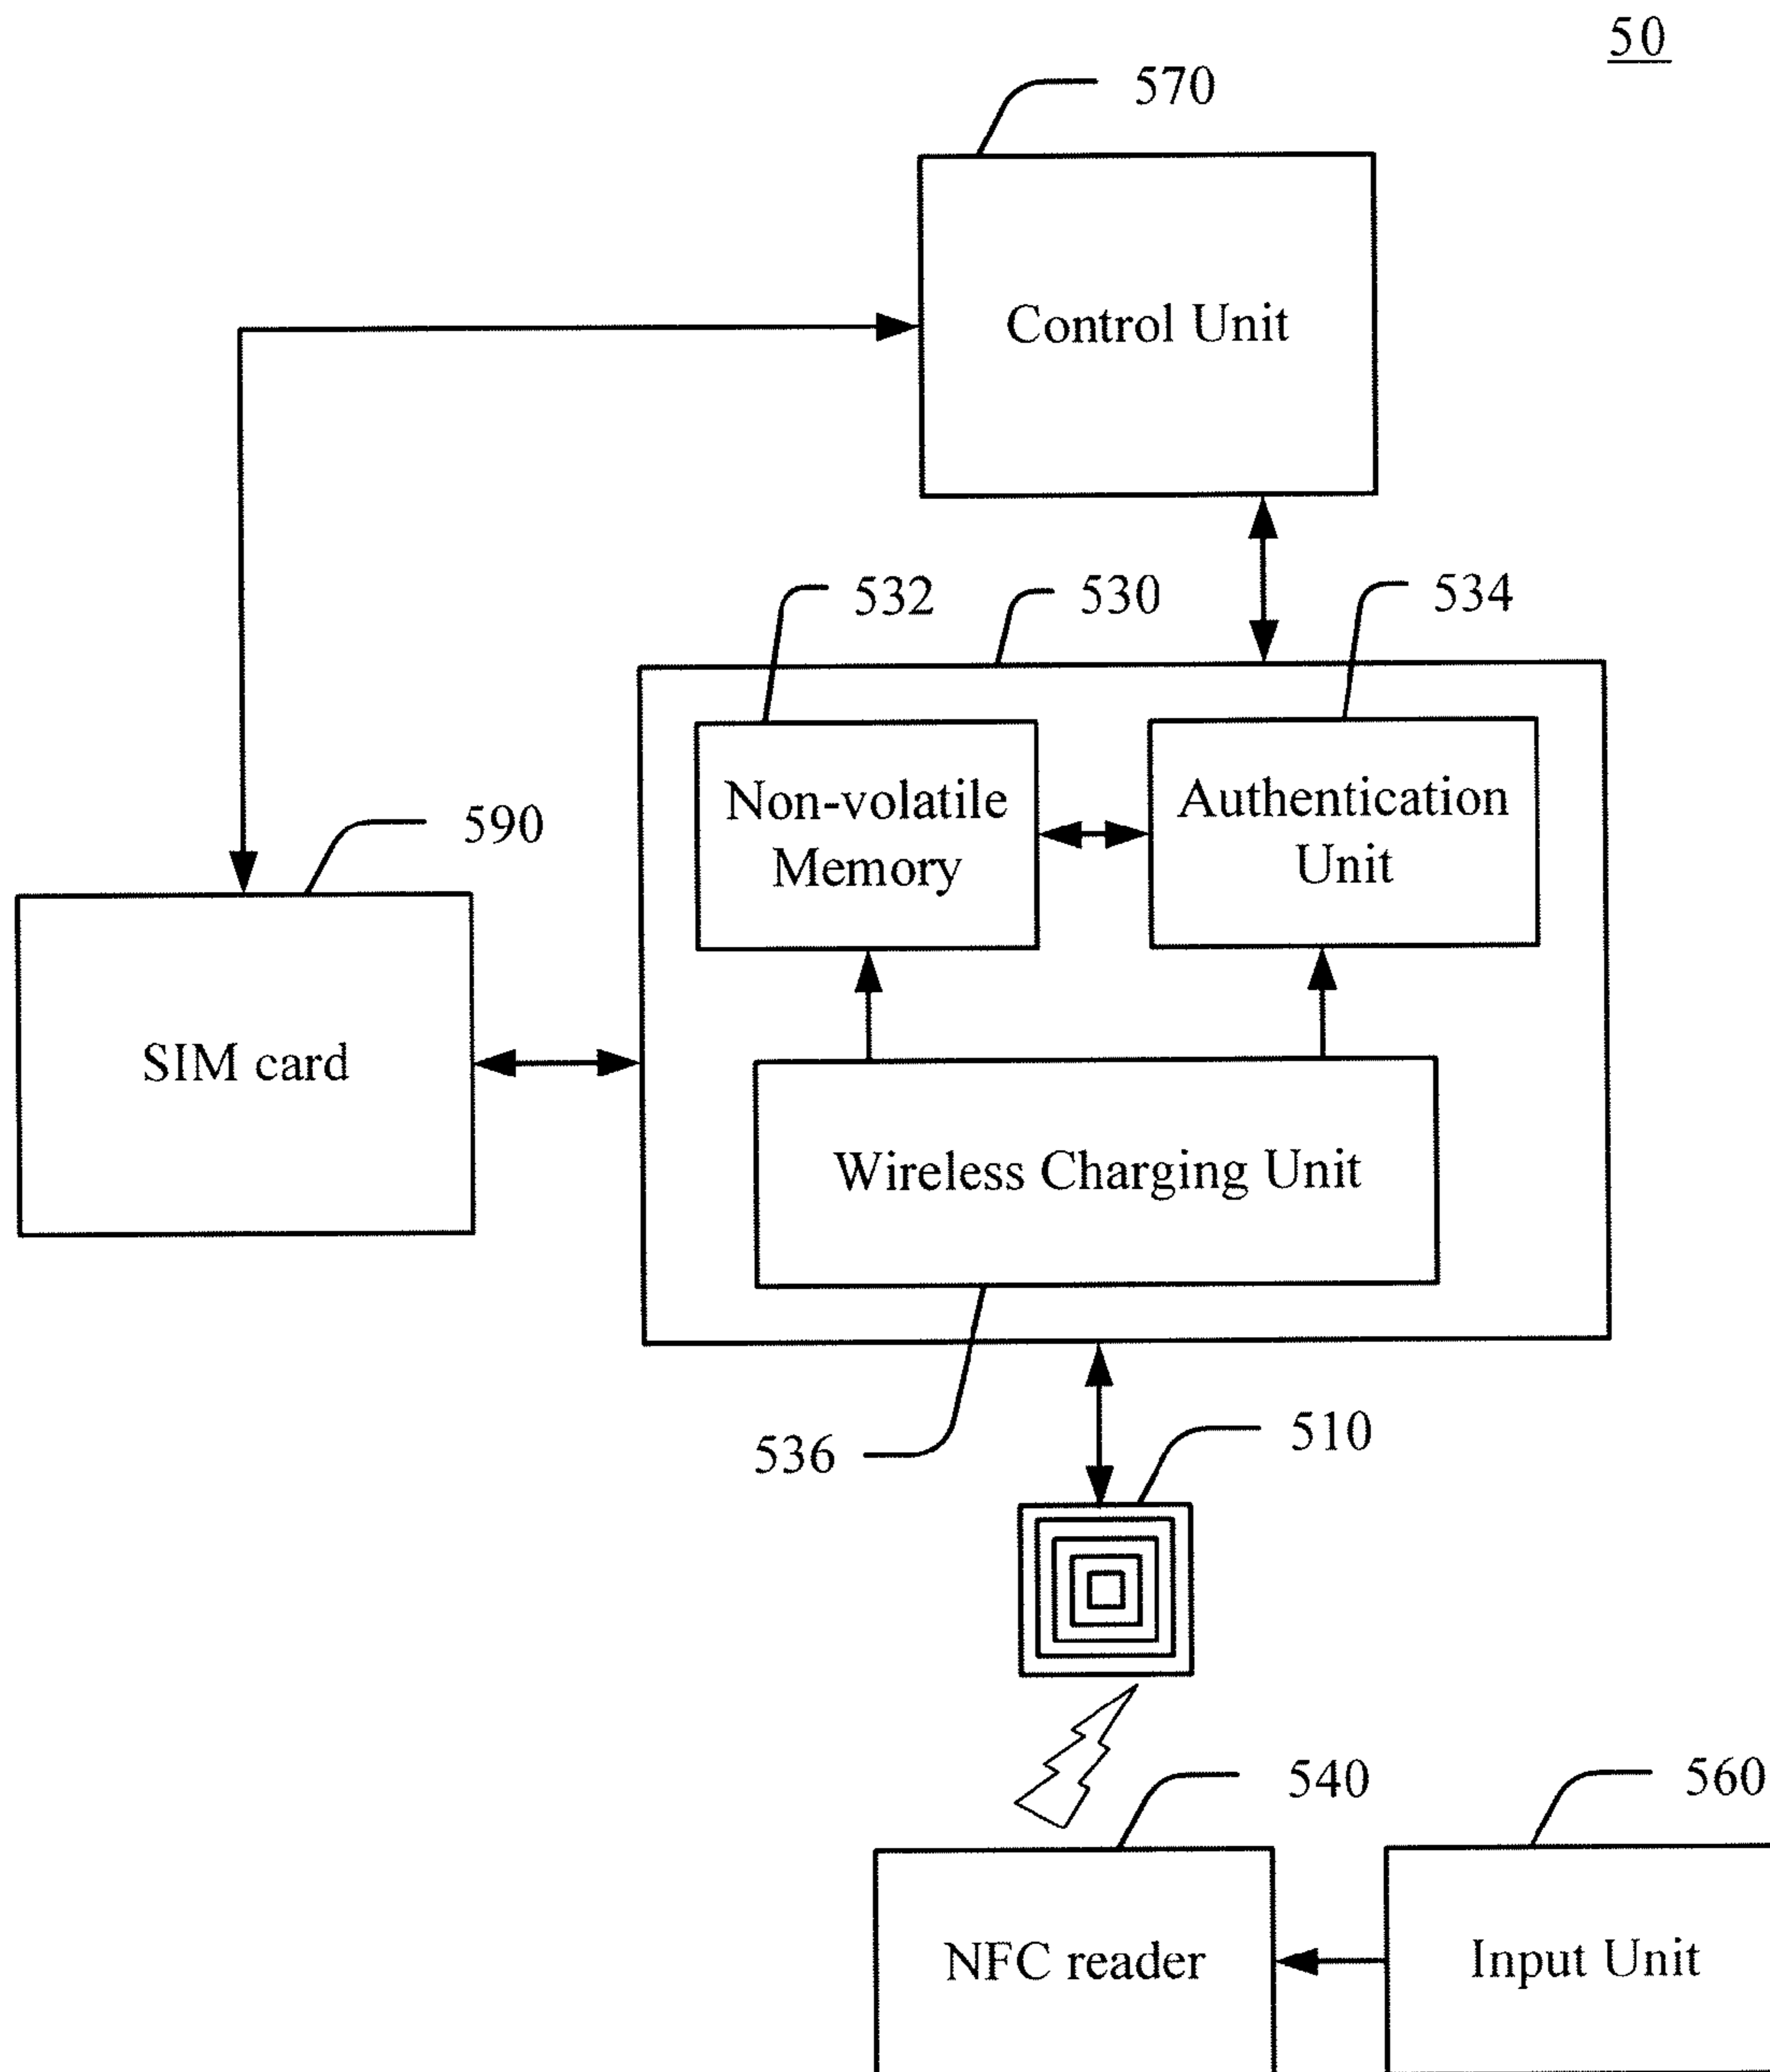 50
570
Control Unit
532
530
534
Non-volatile
Memory
Authentication
Unit
590
SIM card
Wireless Charging Unit
536
510
540
560
NFC reader
Input Unit